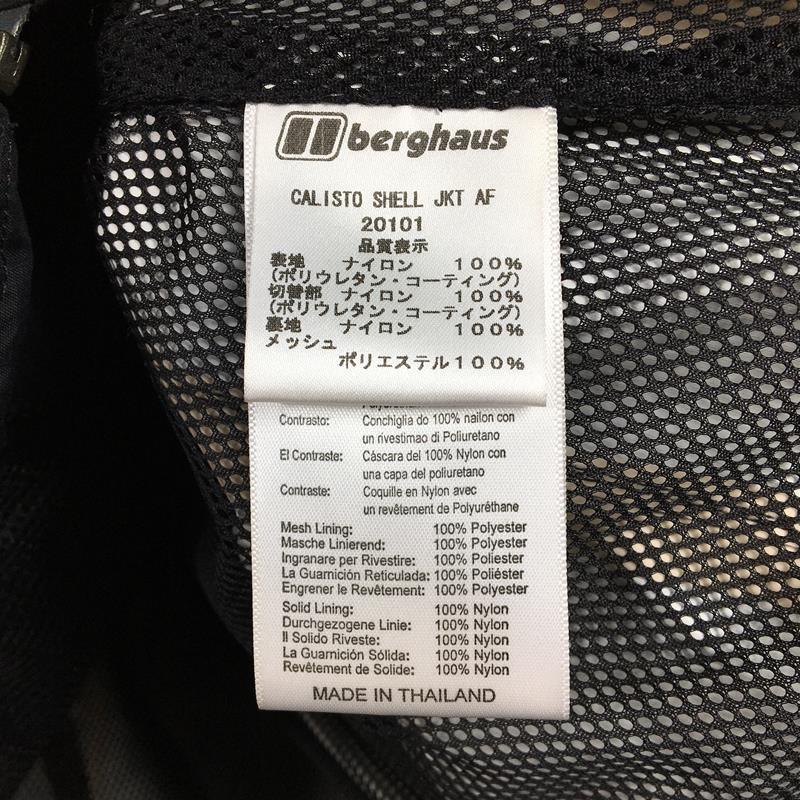 berghaus
CALISTO SHELL JKT AF
20101
品質表示
表地 ナイロン 100%
(ポリウレタン・コーティング)
切替部 ナイロン 100%
(ポリウレタン・コーティング)
裏地 ナイロン 100%
メッシュ
ポリエステル100%
Contrasto: Conchiglia do 100% nailon con
un rivestimao di Poliuretano
El Contraste: Cáscara del 100% Nylon con
una capa del poliuretano
Contraste: Coquille en Nylon avec
un revêtement de Polyuréthane
Mesh Lining: 100% Polyester
Masche Linierend: 100% Polyester
Ingranare per Rivestire: 100% Poliester
La Guarnición Reticulada: 100% Poliéster
Engrener le Revêtement: 100% Polyester
Solid Lining: 100% Nylon
Durchgezogene Linie: 100% Nylon
Il Solido Riveste: 100% Nylon
La Guarnición Sólida: 100% Nylon
Revêtement de Solide: 100% Nylon
MADE IN THAILAND